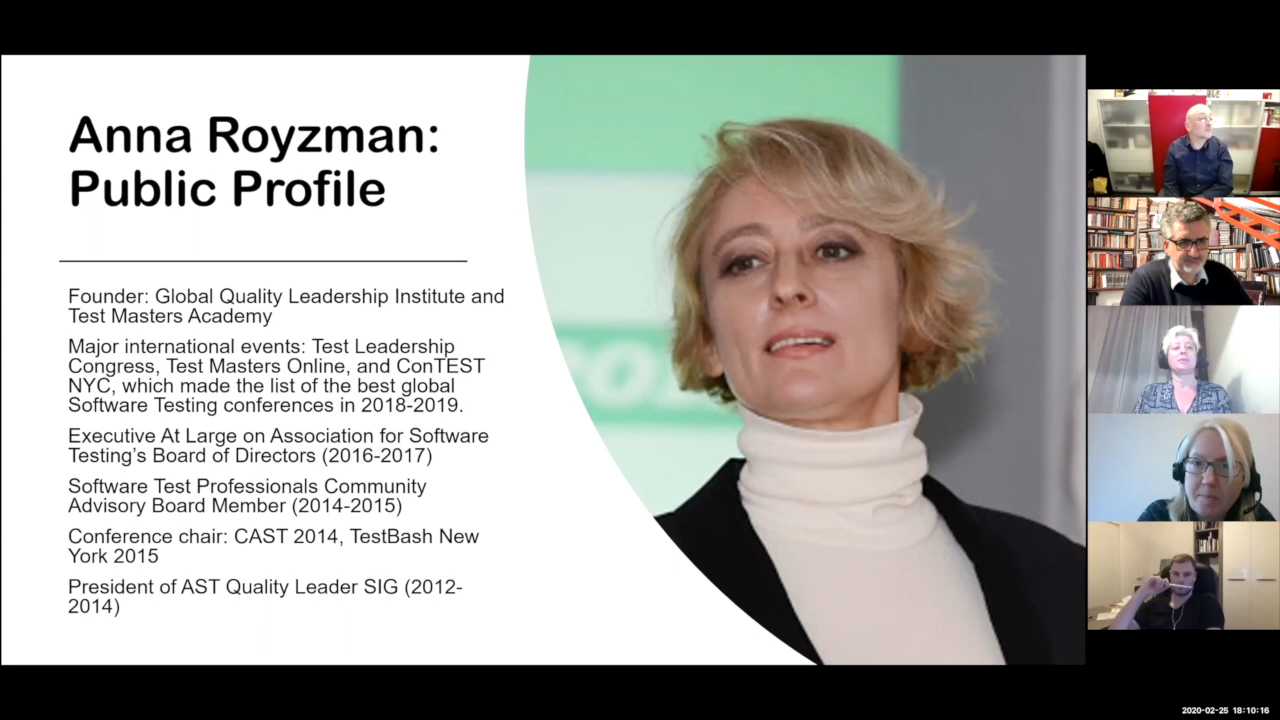 Anna Royzman:
Public Profile
Founder: Global Quality Leadership Institute and
Test Masters Academy
Major international events: Test Leadership
Congress, Test Masters Online, and ConTEST
NYC, which made the list of the best global
Software Testing conferences in 2018-2019.
Executive At Large on Association for Software
Testing’s Board of Directors (2016-2017)
Software Test Professionals Community
Advisory Board Member (2014-2015)
Conference chair: CAST 2014, TestBash New
York 2015
President of AST Quality Leader SIG (2012-
2014)
2020-02-25 18:10:16